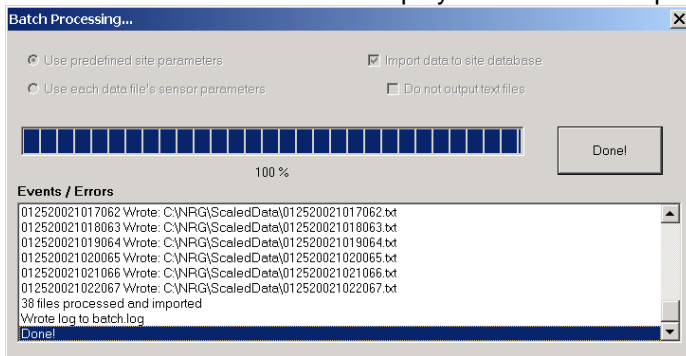 Batch Processing...
Use predefined site parameters
Import data to site database
Use each data file's sensor parameters
Do not output text files
Done!
100 %
Events / Errors
012520021017062 Wrote: C:\NRG\ScaledData\012520021017062.txt
012520021018063 Wrote: C:\NRG\ScaledData\012520021018063.txt
012520021019064 Wrote: C:\NRG\ScaledData\012520021019064.txt
012520021020065 Wrote: C:\NRG\ScaledData\012520021020065.txt
012520021021066 Wrote: C:\NRG\ScaledData\012520021021066.txt
012520021022067 Wrote: C:\NRG\ScaledData\012520021022067.txt
38 files processed and imported
Wrote log to batch.log
Done!